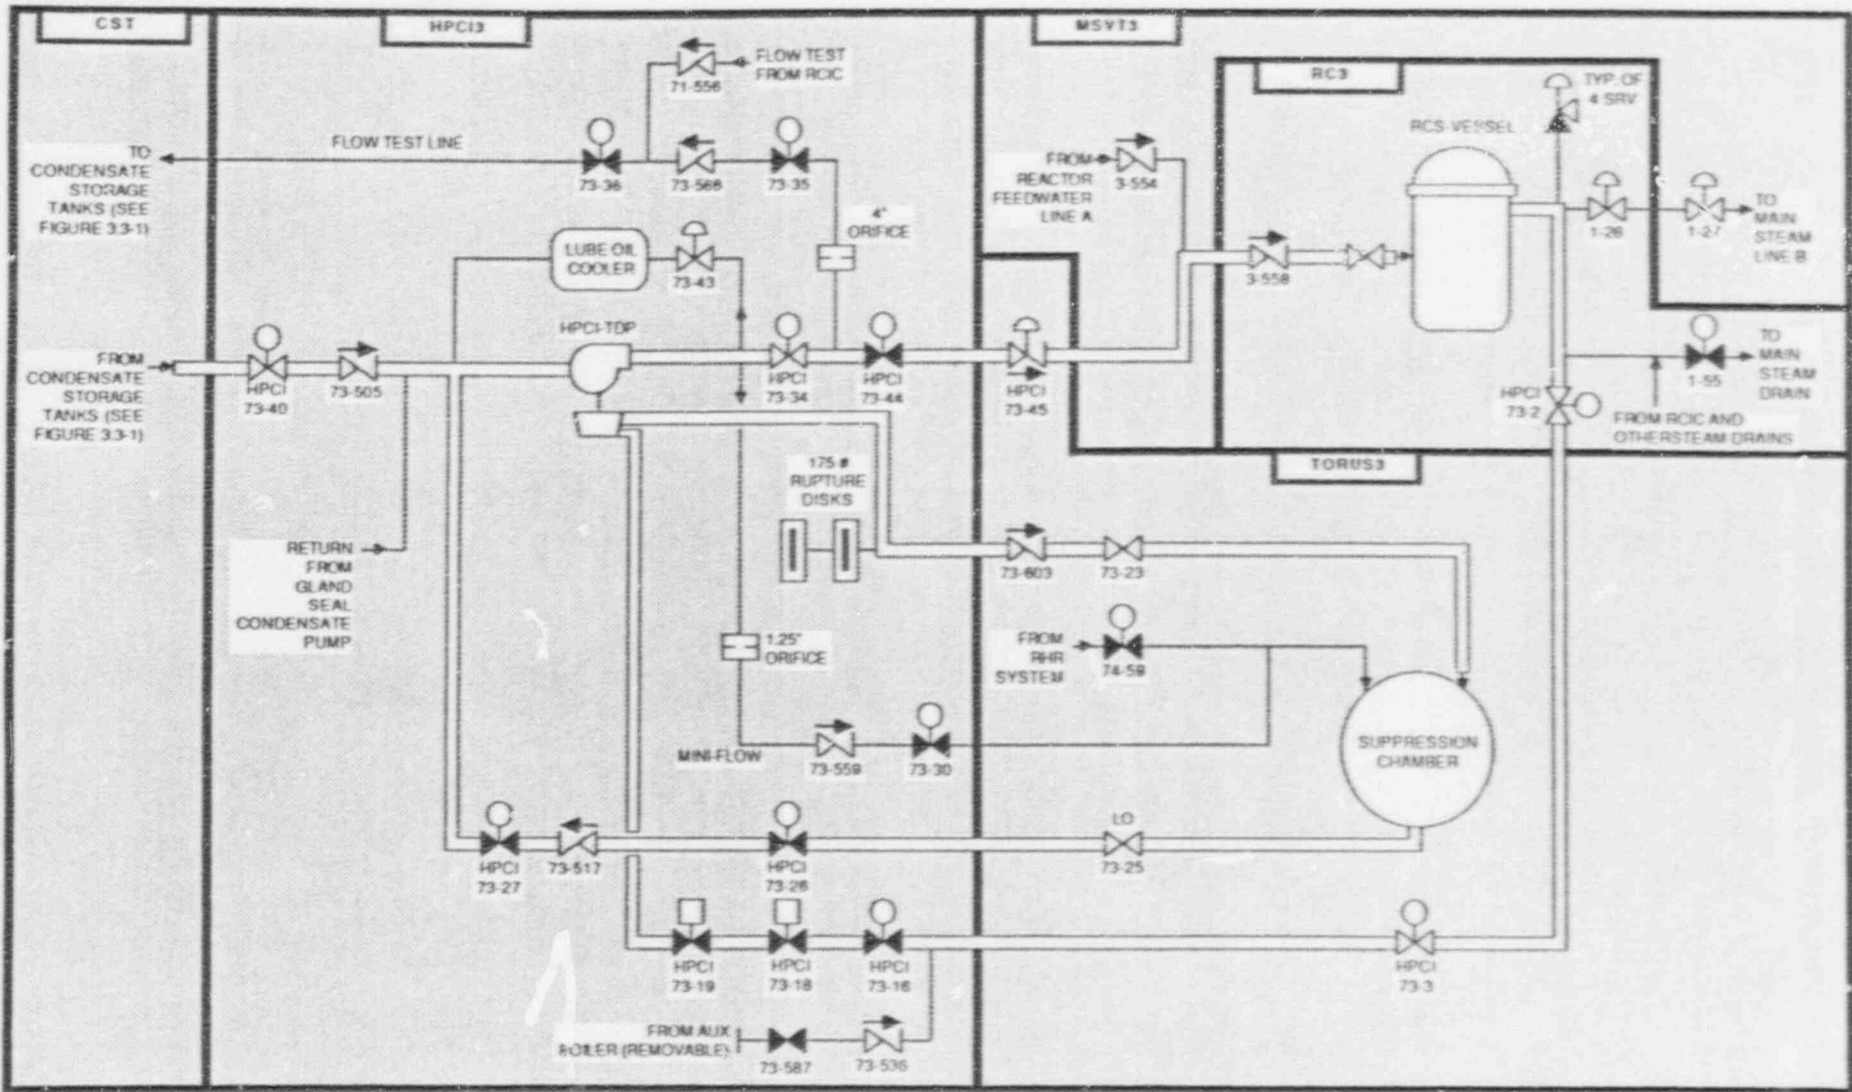 CST
HPCI3
MSVT3
RC3
TORUS3
FLOW TEST
FROM RCIC
71-556
FLOW TEST LINE
TO
CONDENSATE
STORAGE
TANKS (SEE
FIGURE 3.3-1)
73-36
73-566
73-35
4"
ORIFICE
LUBE OIL
COOLER
73-43
HPCI-TDP
FROM
CONDENSATE
STORAGE
TANKS (SEE
FIGURE 3.3-1)
HPCI
73-40
73-505
HPCI
73-34
HPCI
73-44
HPCI
73-45
FROM
REACTOR
FEEDWATER
LINE A
3-554
3-558
RCS-VESSEL
TYP. OF
4 SRV
1-26
1-27
TO
MAIN
STEAM
LINE B
1-55
TO
MAIN
STEAM
DRAIN
HPCI
73-2
FROM RCIC AND
OTHERSTEAM DRAINS
175 #
RUPTURE
DISKS
RETURN
FROM
GLAND
SEAL
CONDENSATE
PUMP
73-603
73-23
1.25"
ORIFICE
FROM
RHR
SYSTEM
74-59
MINI-FLOW
73-559
73-30
SUPPRESSION
CHAMBER
HPCI
73-27
73-517
HPCI
73-26
LO
73-25
HPCI
73-19
HPCI
73-18
HPCI
73-16
HPCI
73-3
FROM AUX
BOILER (REMOVABLE)
73-587
73-536